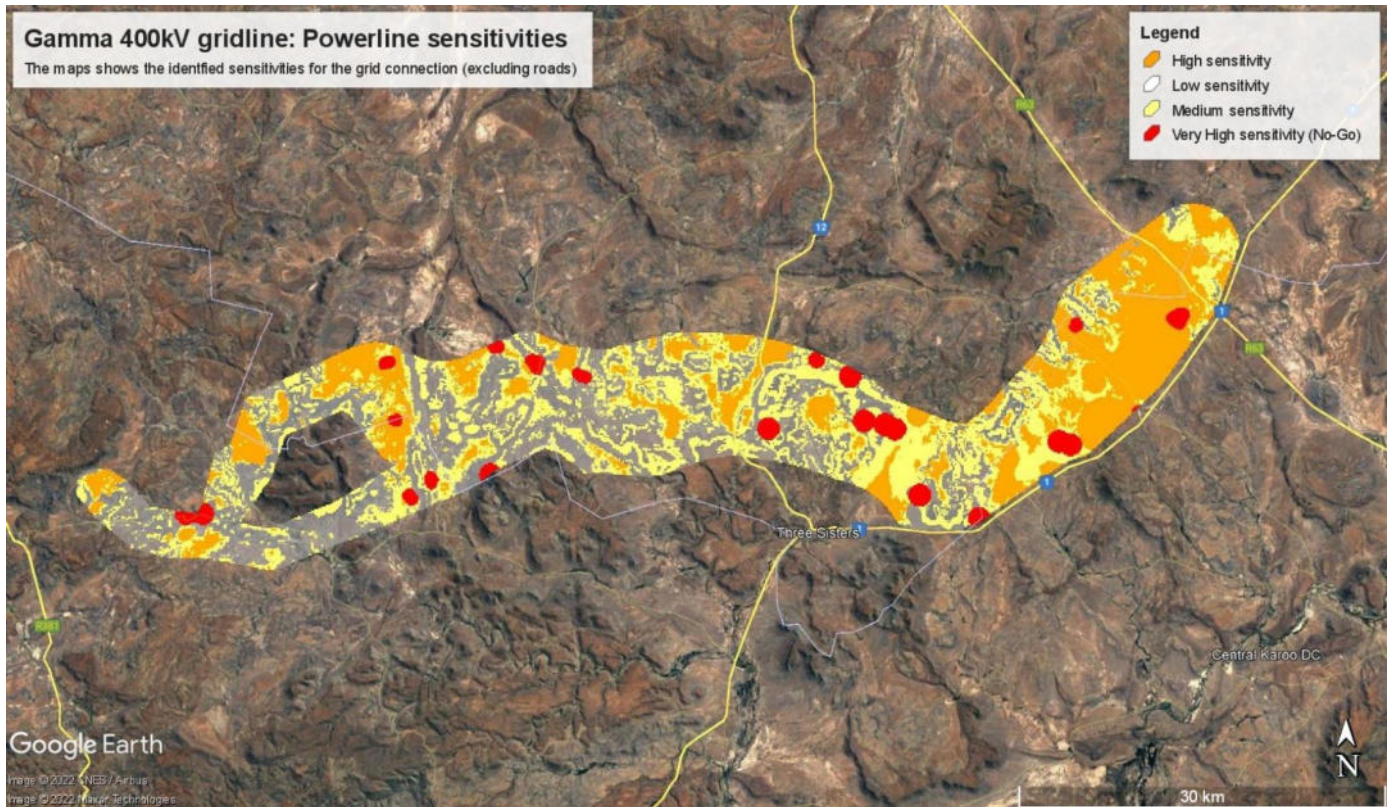 Gamma 400kV gridline: Powerline sensitivities
The maps shows the identfied sensitivities for the grid connection (excluding roads)
Legend
High sensitivity
Low sensitivity
Medium sensitivity
Very High sensitivity (No-Go)
R63
1
12
1
R63
1
Three Sisters
1
R381
Central Karoo DC
Google Earth
Image © 2022 CNES / Airbus
Image © 2022 Maxar Technologies
N
30 km